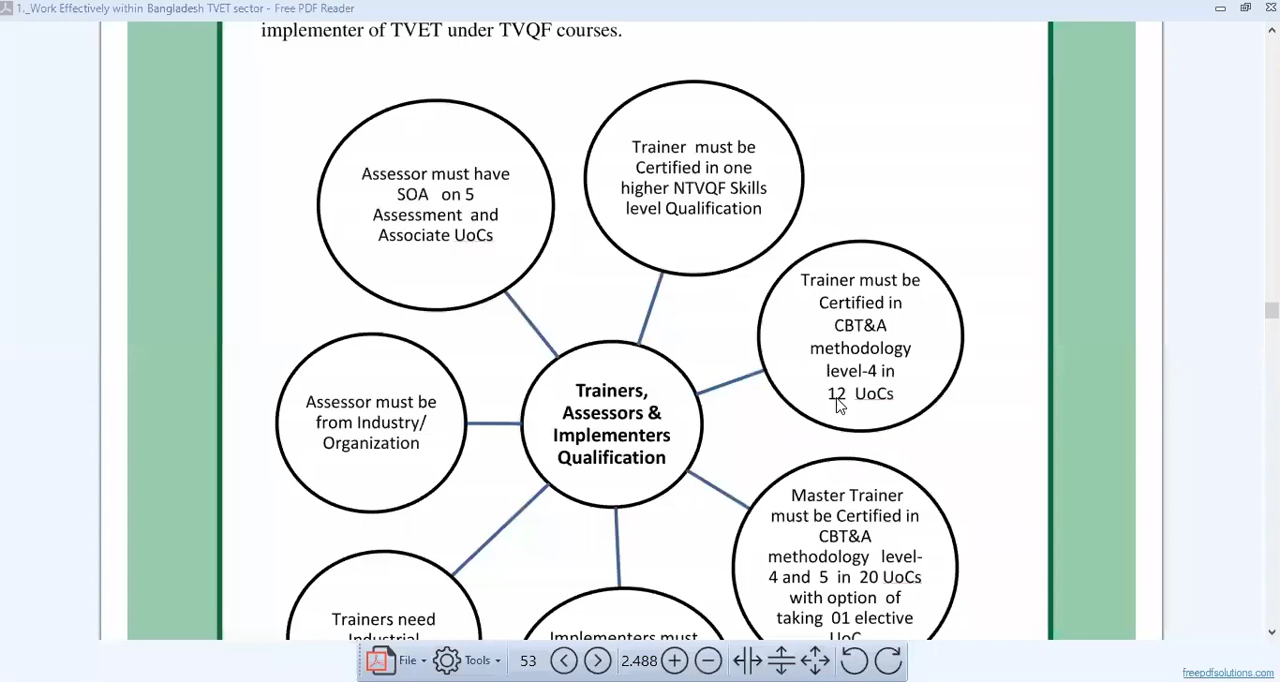 1._Work Effectively within Bangladesh TVET sector - Free PDF Reader
implementer of TVET under TVQF courses.
Assessor must have
SOA on 5
Assessment and
Associate UoCs
Trainer must be
Certified in one
higher NTVQF Skills
level Qualification
Trainer must be
Certified in
CBT&A
methodology
level-4 in
12 UoCs
Assessor must be
from Industry/
Organization
Trainers,
Assessors &
Implementers
Qualification
Master Trainer
must be Certified in
CBT&A
methodology level-
4 and 5 in 20 UoCs
with option of
taking 01 elective
UoC
Trainers need
Industrial
Implementers must
File
Tools
53
2.488
freepdfsolutions.com